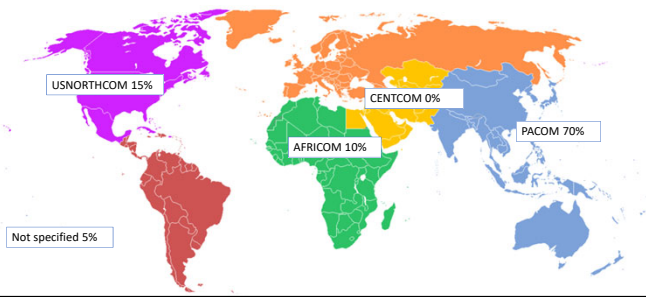 USNORTHCOM 15%
CENTCOM 0%
PACOM 70%
AFRICOM 10%
Not specified 5%